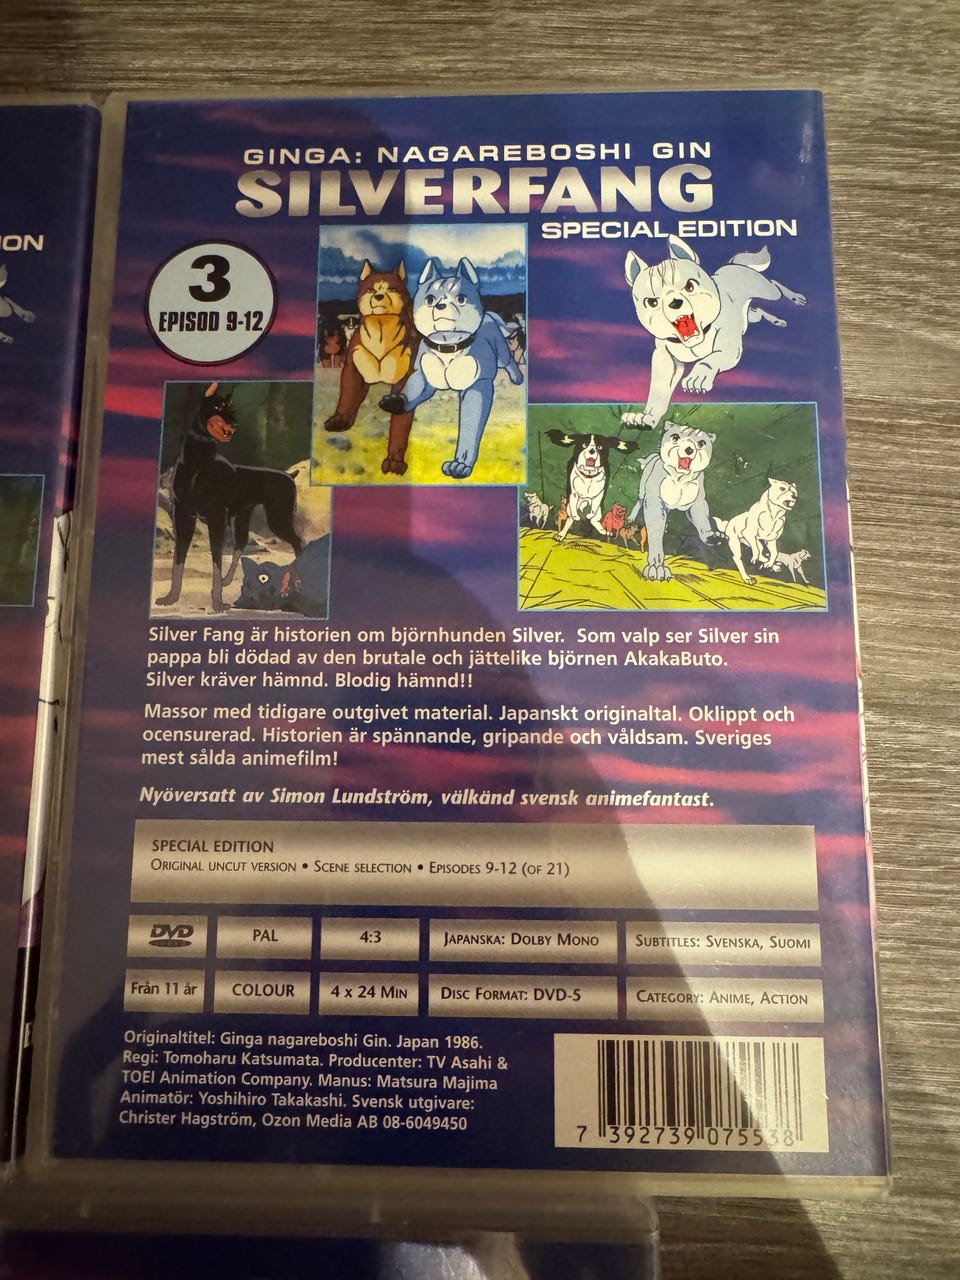 GINGA: NAGAREBOSHI GIN
SILVERFANG
ION
SPECIAL EDITION
3
EPISOD 9-12
Silver Fang är historien om björnhunden Silver. Som valp ser Silver sin
pappa bli dödad av den brutale och jättelike björnen AkakaButo.
Silver kräver hämnd. Blodig hämnd!!
Massor med tidigare outgivet material. Japanskt originaltal. Oklippt och
ocensurerad. Historien är spännande, gripande och våldsam. Sveriges
mest sålda animefilm!
Nyöversatt av Simon Lundström, välkänd svensk animefantast.
SPECIAL EDITION
ORIGINAL UNCUT VERSION • SCENE SELECTION • EPISODES 9-12 (OF 21)
DVD PAL 4:3 JAPANSKA: DOLBY MONO SUBTITLES: SVENSKA, SUOMI
Från 11 år COLOUR 4 x 24 MIN DISC FORMAT: DVD-5 CATEGORY: ANIME, ACTION
Originaltitel: Ginga nagareboshi Gin. Japan 1986.
Regi: Tomoharu Katsumata. Producenter: TV Asahi &
TOEI Animation Company. Manus: Matsura Majima
Animatör: Yoshihiro Takakashi. Svensk utgivare:
Christer Hagström, Ozon Media AB 08-6049450
7 392739 075538